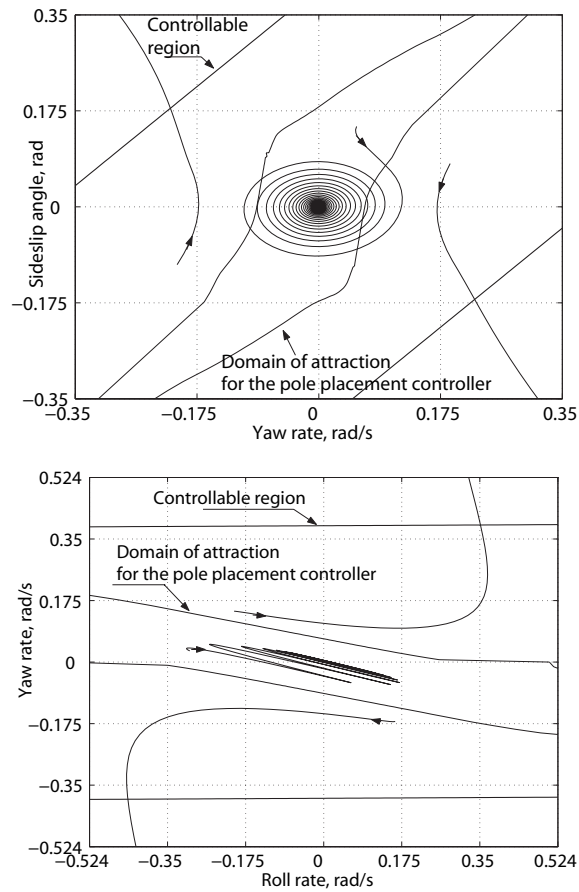 0.35
Controllable
region
0.175
0
−0.175
−0.35
Sideslip angle, rad
Domain of attraction
for the pole placement controller
−0.35
−0.175
0
0.175
0.35
Yaw rate, rad/s
0.524
Controllable region
0.35
Domain of attraction
for the pole placement controller
0.175
0
−0.175
−0.35
−0.524
Yaw rate, rad/s
−0.524
−0.35
−0.175
0
0.175
0.35
0.524
Roll rate, rad/s